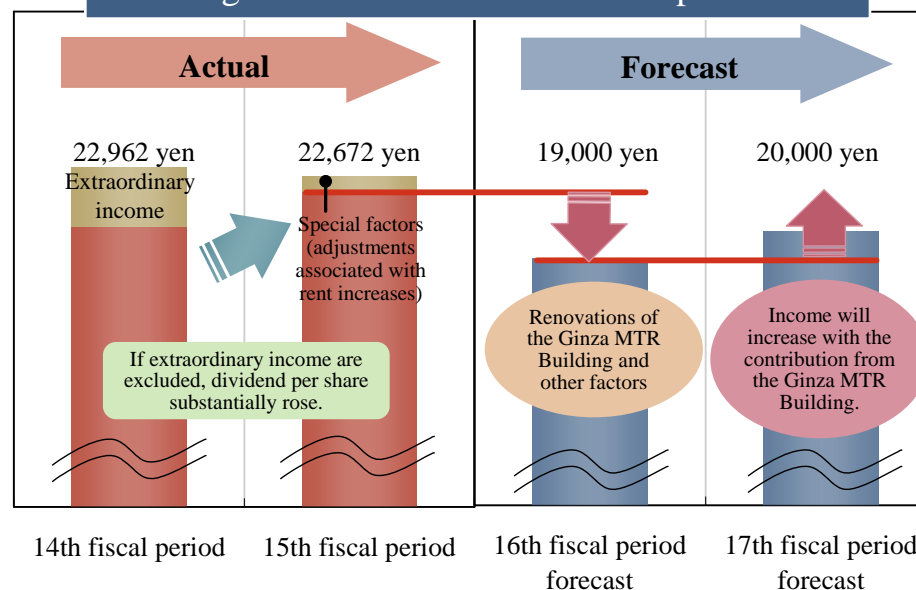 Actual
Forecast
22,962 yen
22,672 yen
19,000 yen
20,000 yen
Extraordinary
income
Special factors
(adjustments
associated with
rent increases)
If extraordinary income are
excluded, dividend per share
substantially rose.
Renovations of
the Ginza MTR
Building and
other factors
Income will
increase with the
contribution from
the Ginza MTR
Building.
14th fiscal period
15th fiscal period
16th fiscal period
forecast
17th fiscal period
forecast